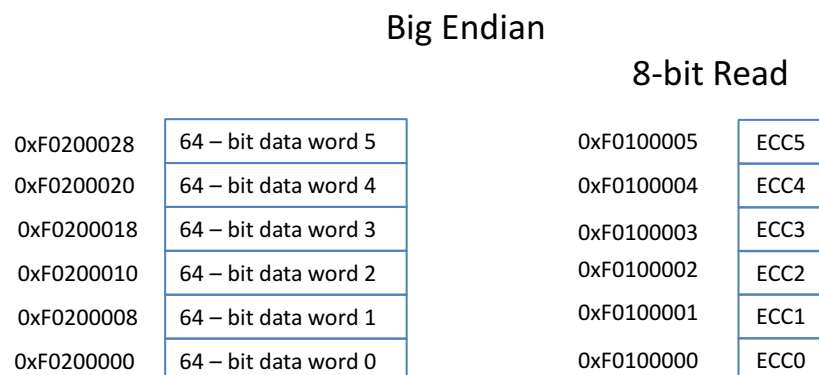 Big Endian
8-bit Read
0xF0200028 64 – bit data word 5 0xF0100005 ECC5
0xF0200020 64 – bit data word 4 0xF0100004 ECC4
0xF0200018 64 – bit data word 3 0xF0100003 ECC3
0xF0200010 64 – bit data word 2 0xF0100002 ECC2
0xF0200008 64 – bit data word 1 0xF0100001 ECC1
0xF0200000 64 – bit data word 0 0xF0100000 ECC0